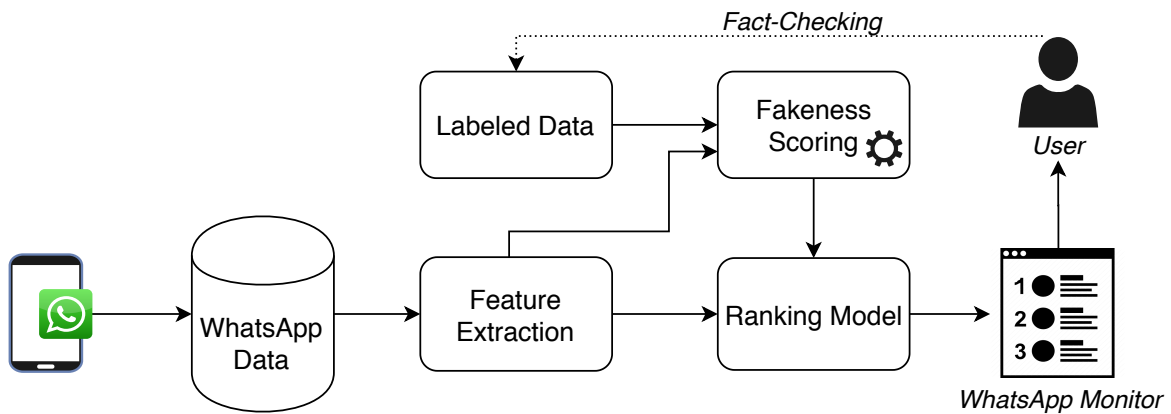 Fact-Checking
Labeled Data
Fakeness
Scoring
User
WhatsApp
Data
Feature
Extraction
Ranking Model
1
2
3
WhatsApp Monitor